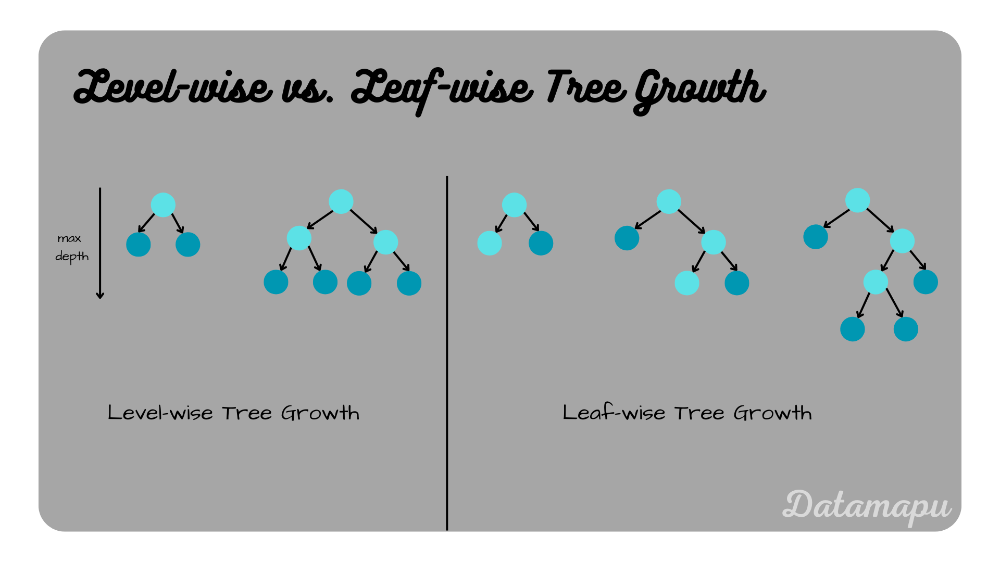 Level-wise vs. Leaf-wise Tree Growth
max
depth
Level-wise Tree Growth
Leaf-wise Tree Growth
Datamapu